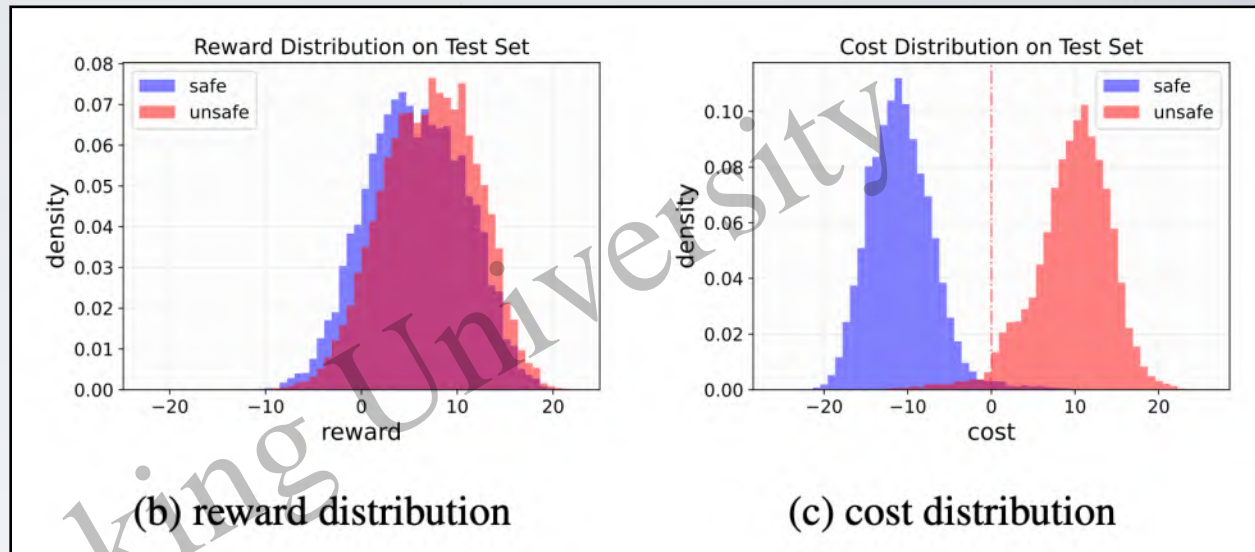 Reward Distribution on Test Set
0.08
0.07
0.06
0.05
0.04
0.03
0.02
0.01
0.00
density
safe
unsafe
−20
−10
0
10
20
reward
(b) reward distribution
Cost Distribution on Test Set
0.10
0.08
0.06
0.04
0.02
0.00
density
safe
unsafe
−20
−10
0
10
20
cost
(c) cost distribution
king University